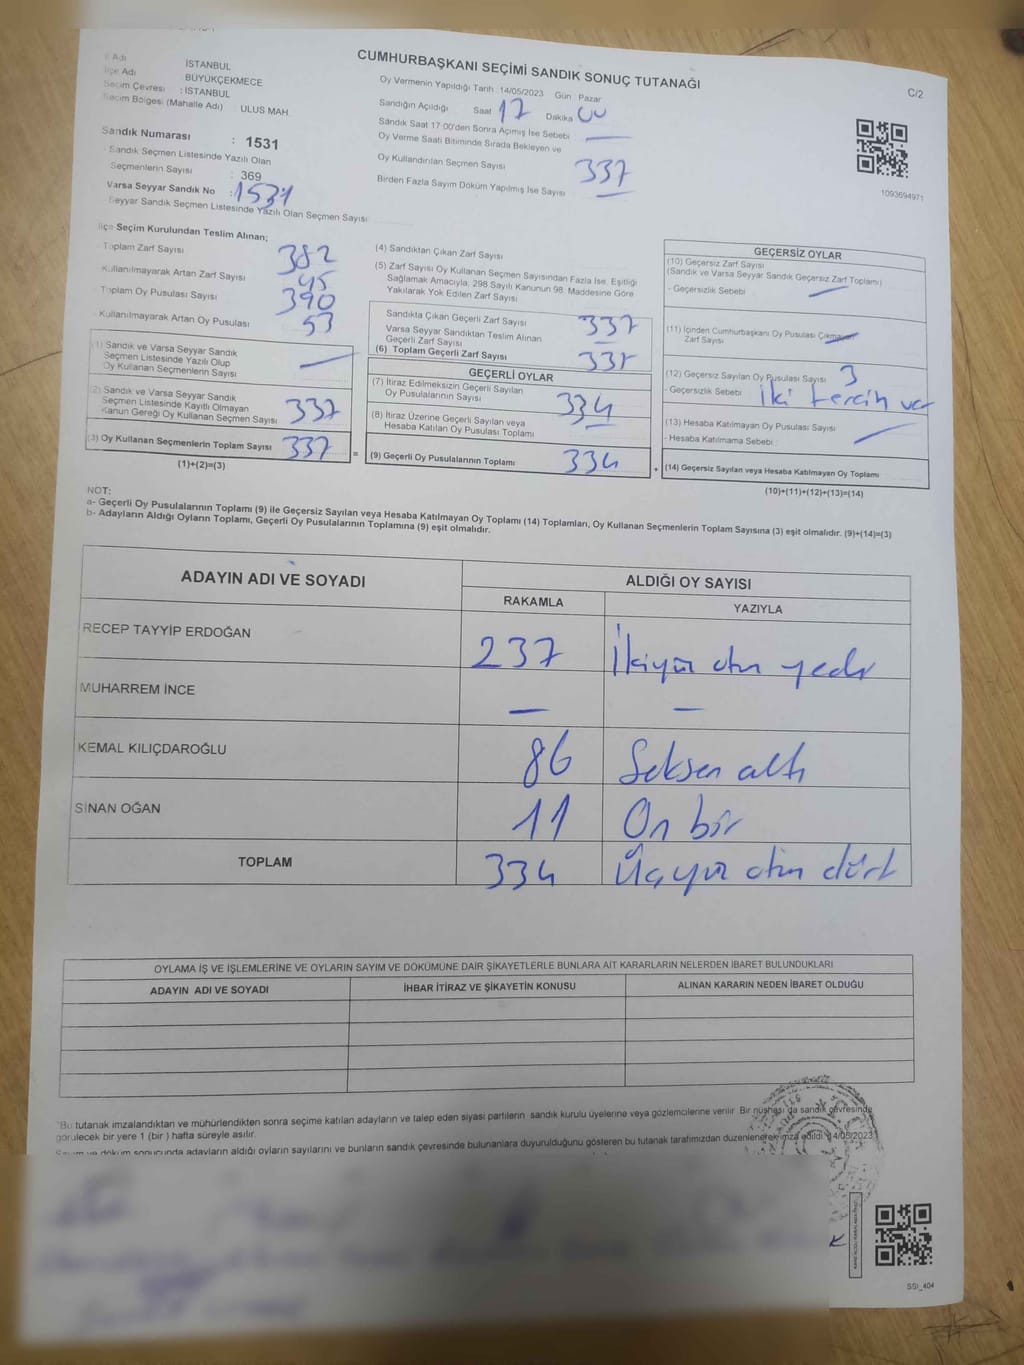 CUMHURBAŞKANI SEÇİMİ SANDIK SONUÇ TUTANAĞI
C/2
Adı İSTANBUL
Adı BÜYÜKÇEKMECE
Seçim Çevresi : İSTANBUL
Seçim Bölgesi (Mahalle Adı) ULUS MAH.
Sandık Numarası : 1531
Sandık Seçmen Listesinde Yazılı Olan
Seçmenlerin Sayısı : 369
Varsa Seyyar Sandık No : 1531
Seyyar Sandık Seçmen Listesinde Yazılı Olan Seçmen Sayısı
Oy Vermenin Yapıldığı Tarih : 14/05/2023 Gün Pazar
Sandığın Açıldığı Saat 17 Dakika 00
Sandık Saat 17:00'den Sonra Açımış İse Sebebi
Oy Verme Saati Bitiminde Sırada Bekleyen ve
Oy Kullandırılan Seçmen Sayısı 337
Birden Fazla Sayım Döküm Yapılmış İse Sayısı
1093694971
İlçe Seçim Kurulundan Teslim Alınan;
Toplam Zarf Sayısı 382
Kullanılmayarak Artan Zarf Sayısı 45
Toplam Oy Pusulası Sayısı 390
Kullanılmayarak Artan Oy Pusulası 53
(1) Sandık ve Varsa Seyyar Sandık
Seçmen Listesinde Yazılı Olup
Oy Kullanan Seçmenlerin Sayısı
(2) Sandık ve Varsa Seyyar Sandık
Seçmen Listesinde Kayıtlı Olmayan
Kanun Gereği Oy Kullanan Seçmen Sayısı 337
(3) Oy Kullanan Seçmenlerin Toplam Sayısı 337
(1)+(2)=(3)
=
(4) Sandıktan Çıkan Zarf Sayısı
(5) Zarf Sayısı Oy Kullanan Seçmen Sayısından Fazla İse, Eşitliği
Sağlamak Amacıyla; 298 Sayılı Kanunun 98. Maddesine Göre
Yakılarak Yok Edilen Zarf Sayısı
Sandıkta Çıkan Geçerli Zarf Sayısı 337
Varsa Seyyar Sandıktan Teslim Alınan
Geçerli Zarf Sayısı
(6) Toplam Geçerli Zarf Sayısı
GEÇERLİ OYLAR
(7) İtiraz Edilmeksizin Geçerli Sayılan
Oy Pusulalarının Sayısı 334
(8) İtiraz Üzerine Geçerli Sayılan veya
Hesaba Katılan Oy Pusulası Toplamı
(9) Geçerli Oy Pusulalarının Toplamı 334
+
GEÇERSİZ OYLAR
(10) Geçersiz Zarf Sayısı
(Sandık ve Varsa Seyyar Sandık Geçersiz Zarf Toplamı)
- Geçersizlik Sebebi
(11) İçinden Cumhurbaşkanı Oy Pusulası Çıkmayan
Zarf Sayısı
(12) Geçersiz Sayılan Oy Pusulası Sayısı 3
- Geçersizlik Sebebi iki tercih var
(13) Hesaba Katılmayan Oy Pusulası Sayısı
- Hesaba Katılmama Sebebi :
(14) Geçersiz Sayılan veya Hesaba Katılmayan Oy Toplamı
(10)+(11)+(12)+(13)=(14)
NOT:
a- Geçerli Oy Pusulalarının Toplamı (9) ile Geçersiz Sayılan veya Hesaba Katılmayan Oy Toplamı (14) Toplamları, Oy Kullanan Seçmenlerin Toplam Sayısına (3) eşit olmalıdır. (9)+(14)=(3)
b- Adayların Aldığı Oyların Toplamı, Geçerli Oy Pusulalarının Toplamına (9) eşit olmalıdır.
ADAYIN ADI VE SOYADI ALDIĞI OY SAYISI
RAKAMLA YAZIYLA
RECEP TAYYİP ERDOĞAN 237 İkiyüz otuz yedi
MUHARREM İNCE — —
KEMAL KILIÇDAROĞLU 86 Seksen altı
SİNAN OĞAN 11 On bir
TOPLAM 334 Üçyüz otuz dört
OYLAMA İŞ VE İŞLEMLERİNE VE OYLARIN SAYIM VE DÖKÜMÜNE DAİR ŞİKAYETLERLE BUNLARA AİT KARARLARIN NELERDEN İBARET BULUNDUKLARI
ADAYIN ADI VE SOYADI İHBAR İTİRAZ VE ŞİKAYETİN KONUSU ALINAN KARARIN NEDEN İBARET OLDUĞU
"Bu tutanak imzalandıktan ve mühürlendikten sonra seçime katılan adayların ve talep eden siyasi partilerin, sandık kurulu üyelerine veya gözlemcilerine verilir. Bir nüshası da sandık çevresinde
görülecek bir yere 1 (bir ) hafta süreyle asılır.
Sayım ve döküm sonucunda adayların aldığı oyların sayılarını ve bunların sandık çevresinde bulunanlara duyurulduğunu gösteren bu tutanak tarafımızdan düzenlenerek imza edildi. 14/05/2023
SSI_404